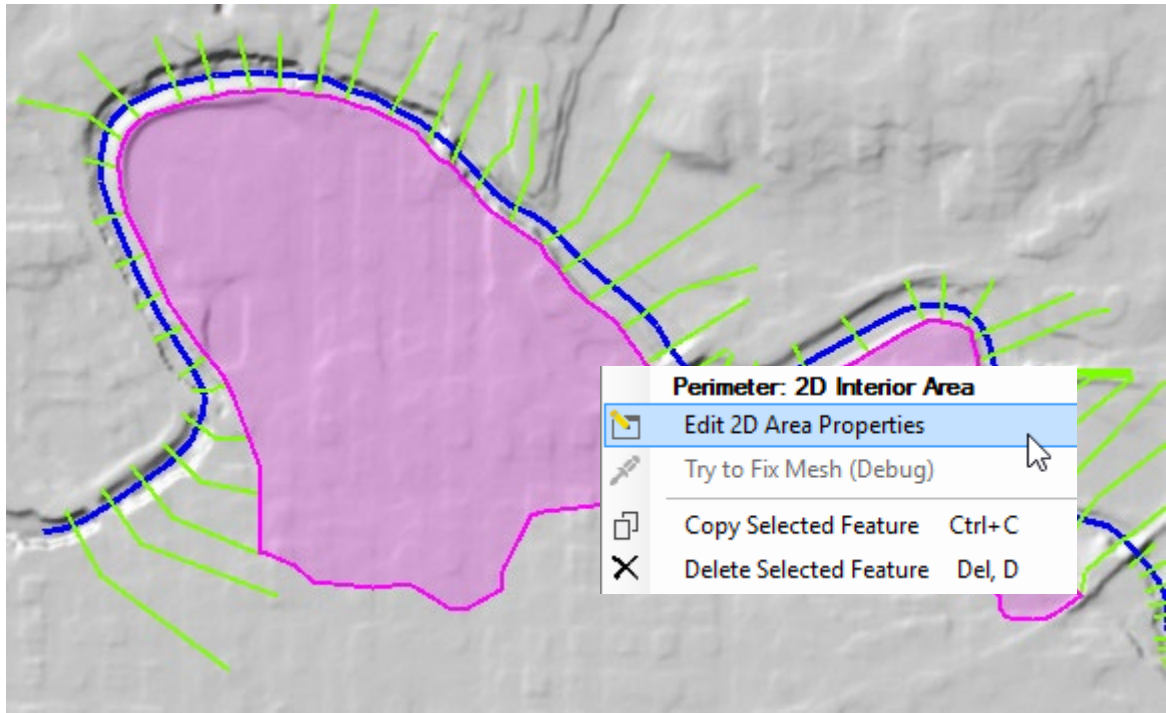 Perimeter: 2D Interior Area
Edit 2D Area Properties
Try to Fix Mesh (Debug)
Copy Selected Feature Ctrl+C
Delete Selected Feature Del, D